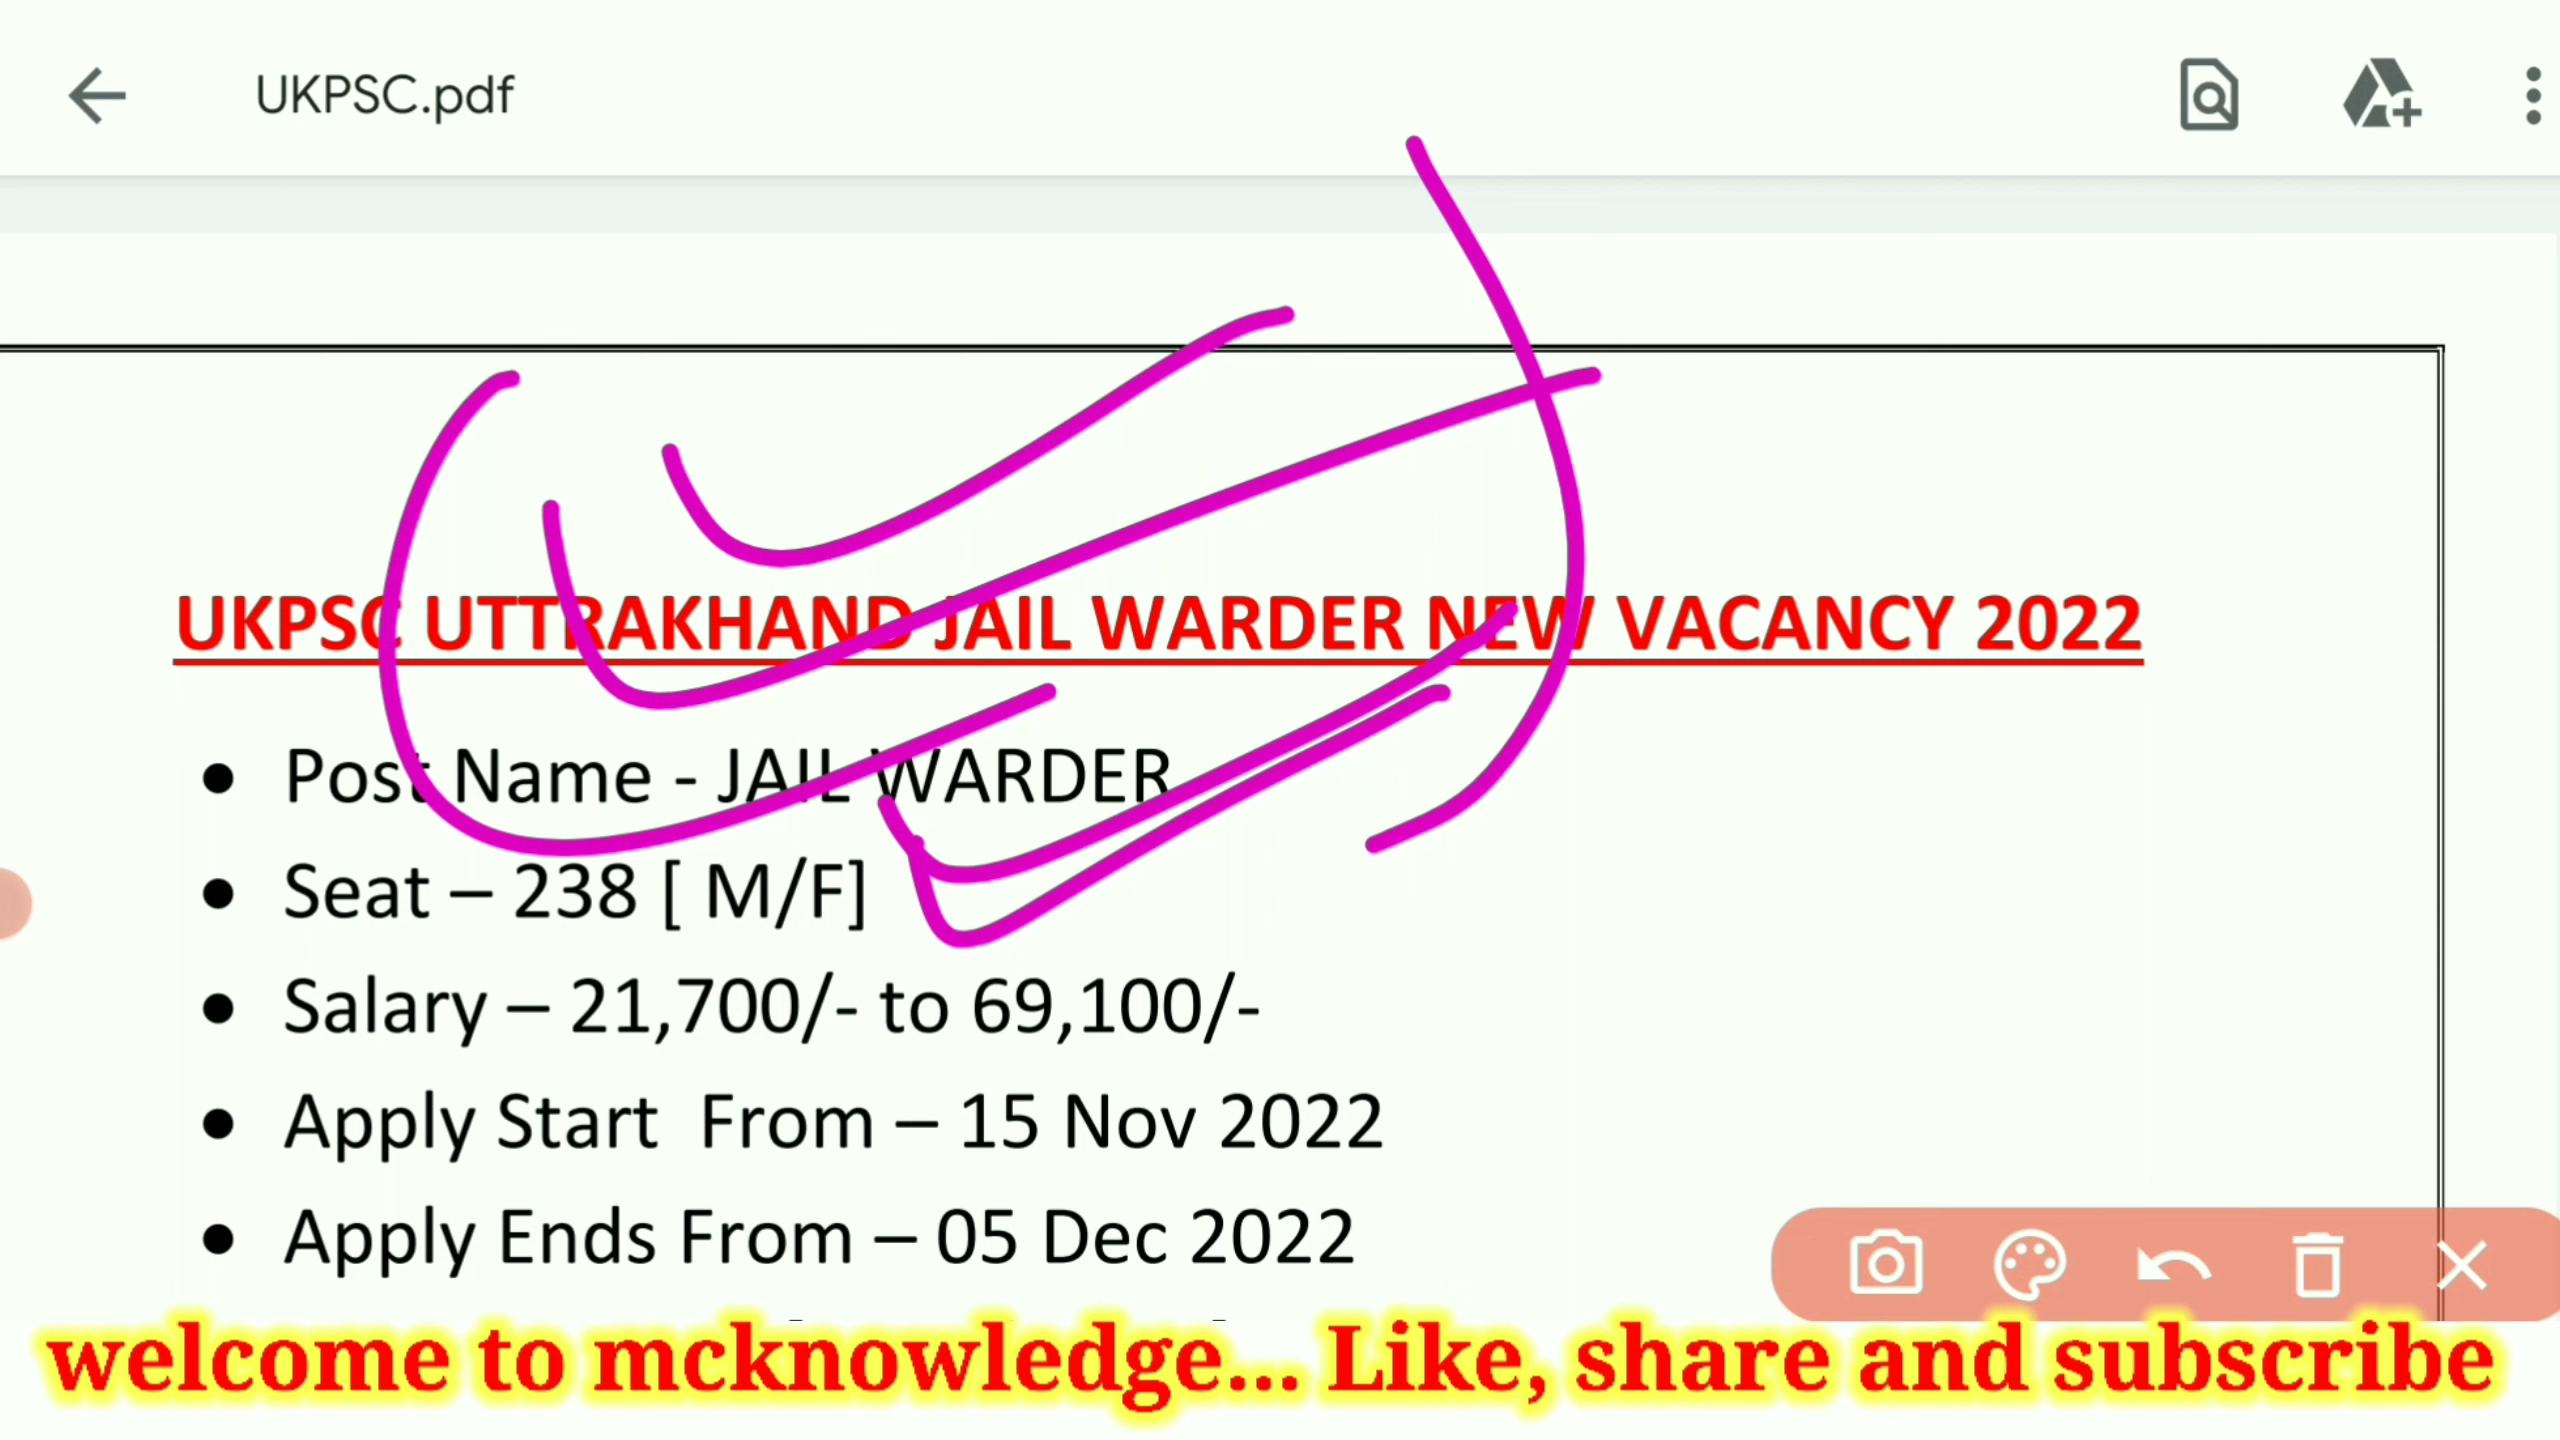 UKPSC.pdf
UKPSC UTTRAKHAND JAIL WARDER NEW VACANCY 2022
• Post Name - JAIL WARDER
• Seat – 238 [ M/F]
• Salary – 21,700/- to 69,100/-
• Apply Start  From – 15 Nov 2022
• Apply Ends From – 05 Dec 2022
welcome to mcknowledge... Like, share and subscribe